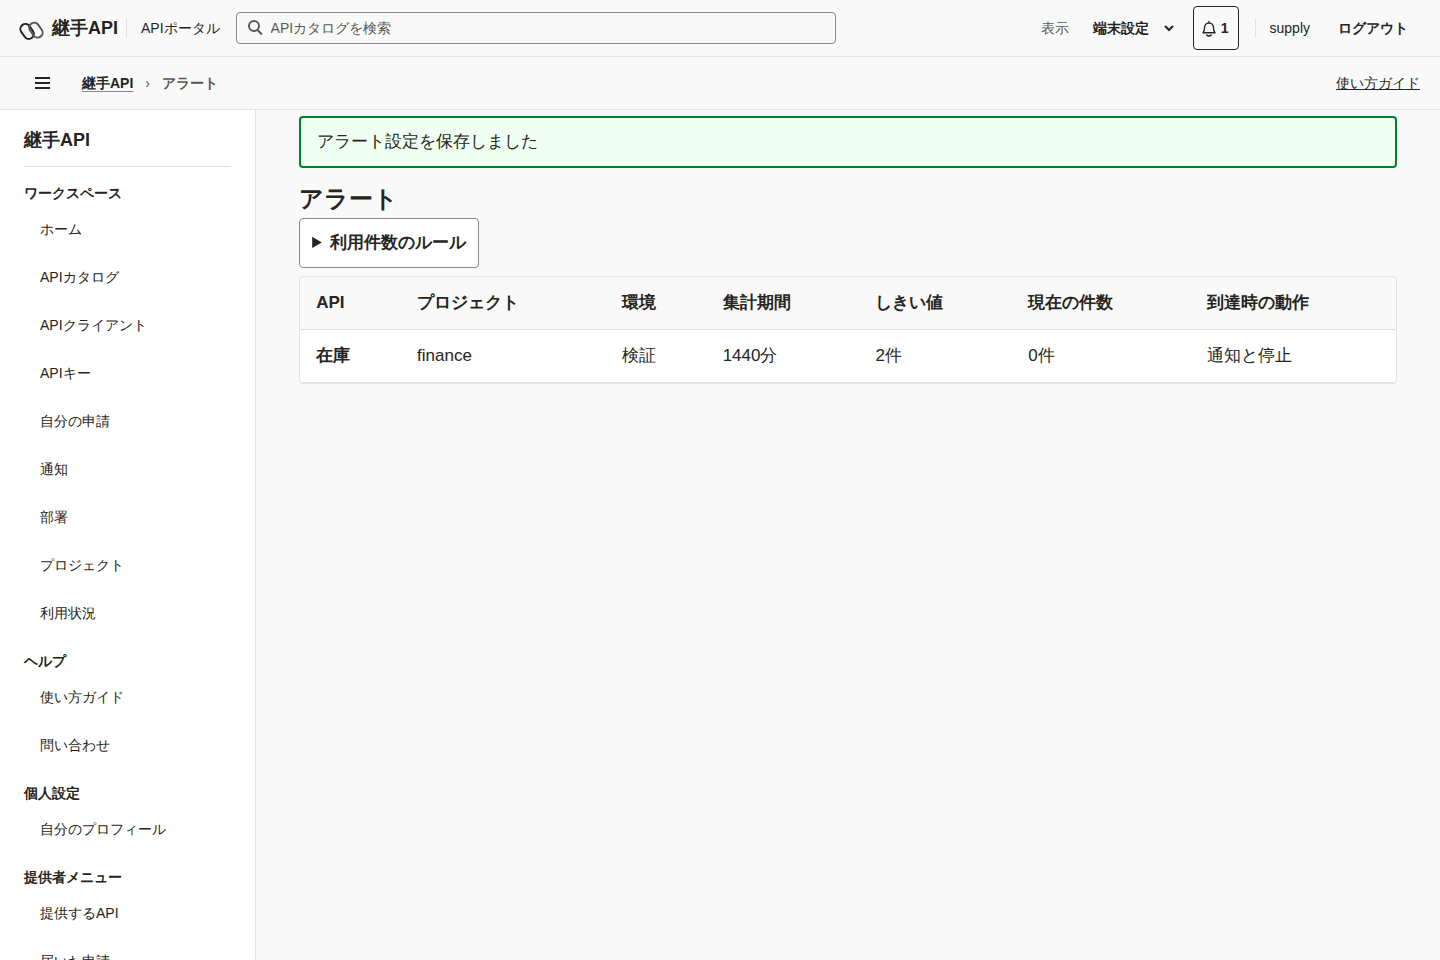 継手API APIポータル APIカタログを検索 表示 端末設定 1 supply ログアウト
継手API › アラート 使い方ガイド
継手API
ワークスペース
ホーム
APIカタログ
APIクライアント
APIキー
自分の申請
通知
部署
プロジェクト
利用状況
ヘルプ
使い方ガイド
問い合わせ
個人設定
自分のプロフィール
提供者メニュー
提供するAPI
届いた申請
アラート設定を保存しました
アラート
▶ 利用件数のルール
API プロジェクト 環境 集計期間 しきい値 現在の件数 到達時の動作
在庫 finance 検証 1440分 2件 0件 通知と停止